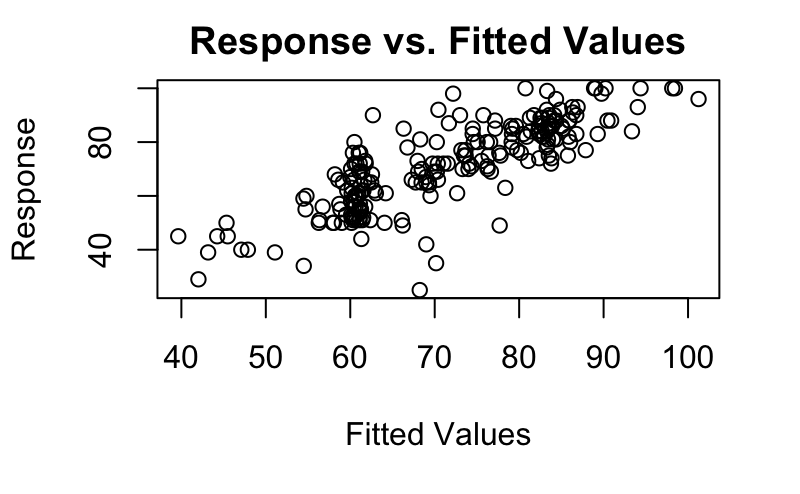 Response vs. Fitted Values
Response
80
40
40 50 60 70 80 90 100
Fitted Values